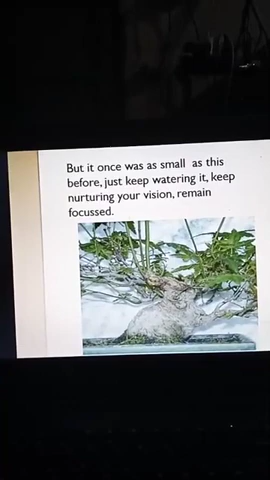 But it once was as small  as this
before, just keep watering it, keep
nurturing your vision, remain
focussed.